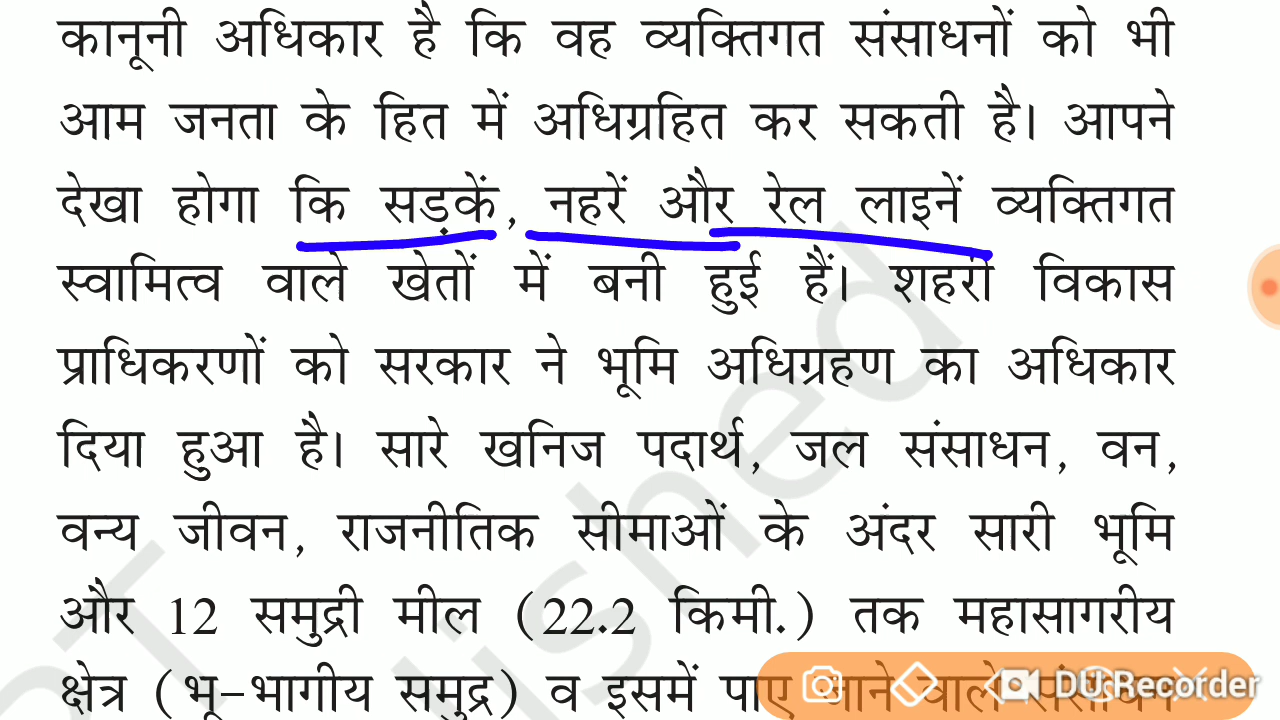 कानूनी अधिकार है कि वह व्यक्तिगत संसाधनों को भी
आम जनता के हित में अधिग्रहित कर सकती है। आपने
देखा होगा कि सड़कें, नहरें और रेल लाइनें व्यक्तिगत
स्वामित्व वाले खेतों में बनी हुई हैं। शहरी विकास
प्राधिकरणों को सरकार ने भूमि अधिग्रहण का अधिकार
दिया हुआ है। सारे खनिज पदार्थ, जल संसाधन, वन,
वन्य जीवन, राजनीतिक सीमाओं के अंदर सारी भूमि
और 12 समुद्री मील (22.2 किमी.) तक महासागरीय
क्षेत्र (भू-भागीय समुद्र) व इसमें पाए जाने वाले संसाधन
DU Recorder